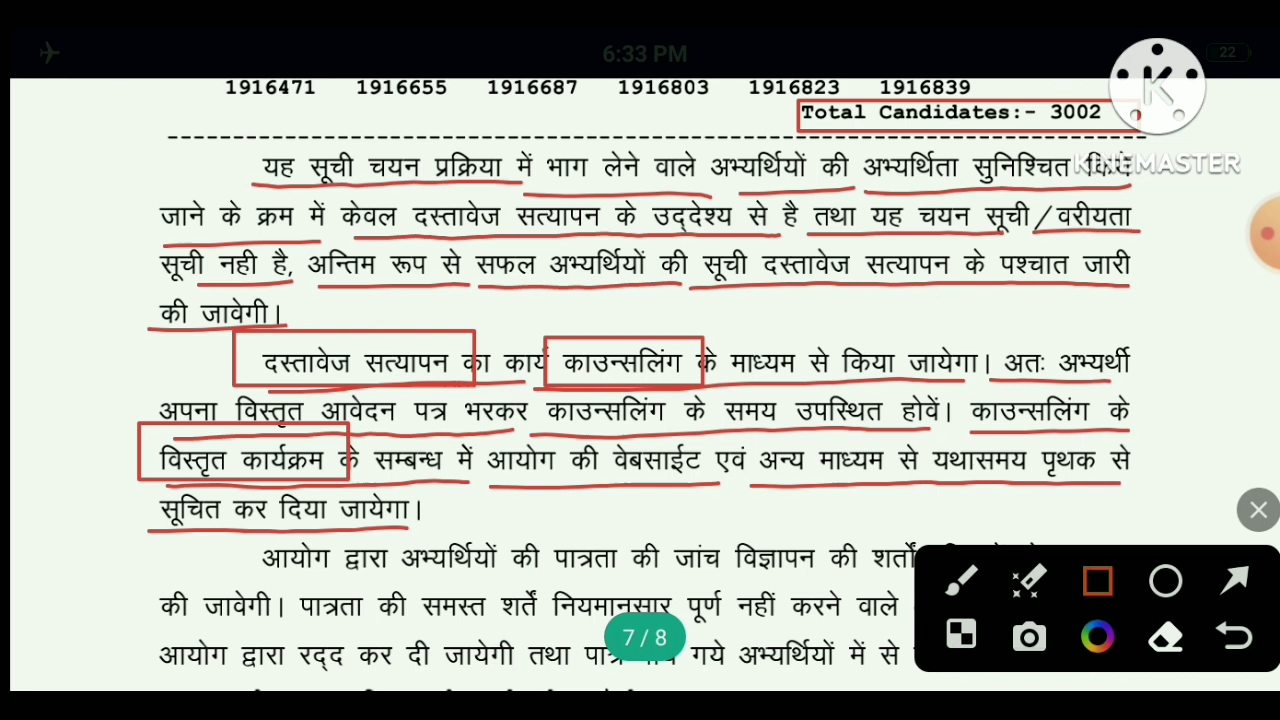 6:33 PM
22
1916471 1916655 1916687 1916803 1916823 1916839
Total Candidates:- 3002
KINEMASTER
यह सूची चयन प्रक्रिया में भाग लेने वाले अभ्यर्थियों की अभ्यर्थिता सुनिश्चित किये
जाने के क्रम में केवल दस्तावेज सत्यापन के उद्देश्य से है तथा यह चयन सूची/वरीयता
सूची नही है, अन्तिम रूप से सफल अभ्यर्थियों की सूची दस्तावेज सत्यापन के पश्चात जारी
की जावेगी।
दस्तावेज सत्यापन का कार्य काउन्सलिंग के माध्यम से किया जायेगा। अतः अभ्यर्थी
अपना विस्तृत आवेदन पत्र भरकर काउन्सलिंग के समय उपस्थित होवें। काउन्सलिंग के
विस्तृत कार्यक्रम के सम्बन्ध में आयोग की वेबसाईट एवं अन्य माध्यम से यथासमय पृथक से
सूचित कर दिया जायेगा।
आयोग द्वारा अभ्यर्थियों की पात्रता की जांच विज्ञापन की शर्तों
की जावेगी। पात्रता की समस्त शर्तें नियमानुसार पूर्ण नहीं करने वाले
7 / 8
आयोग द्वारा रद्द कर दी जायेगी तथा गये अभ्यर्थियों में से